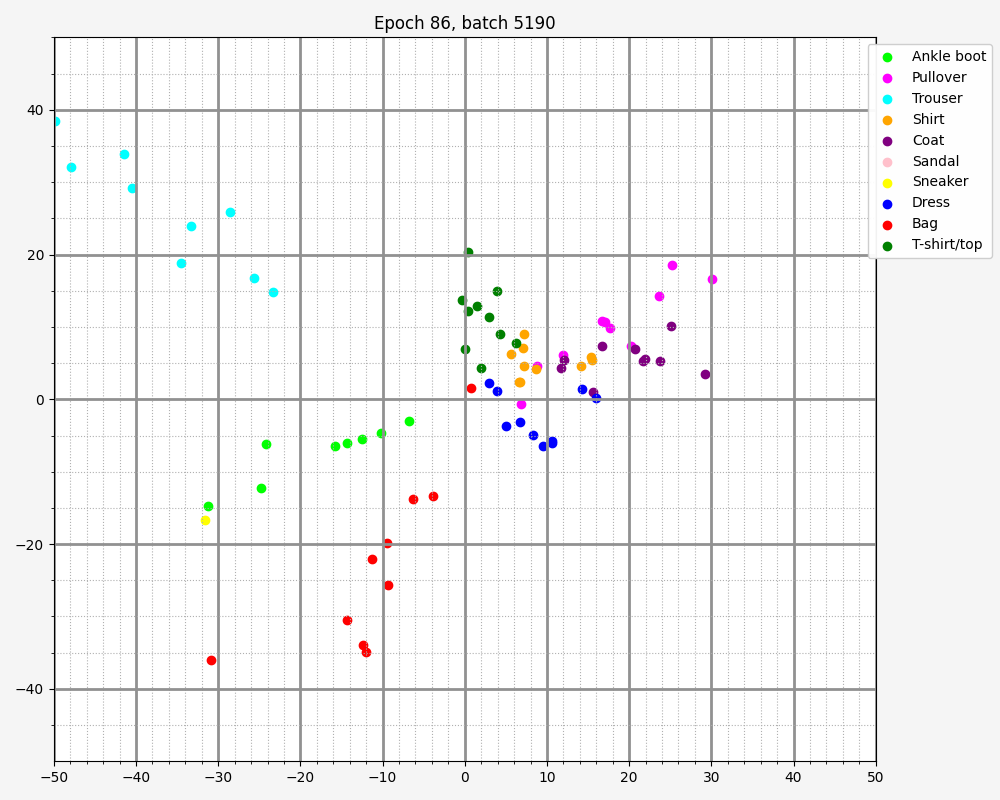 Epoch 86, batch 5190
Ankle boot
Pullover
Trouser
Shirt
Coat
Sandal
Sneaker
Dress
Bag
T-shirt/top
40
20
0
−20
−40
−50 −40 −30 −20 −10 0 10 20 30 40 50